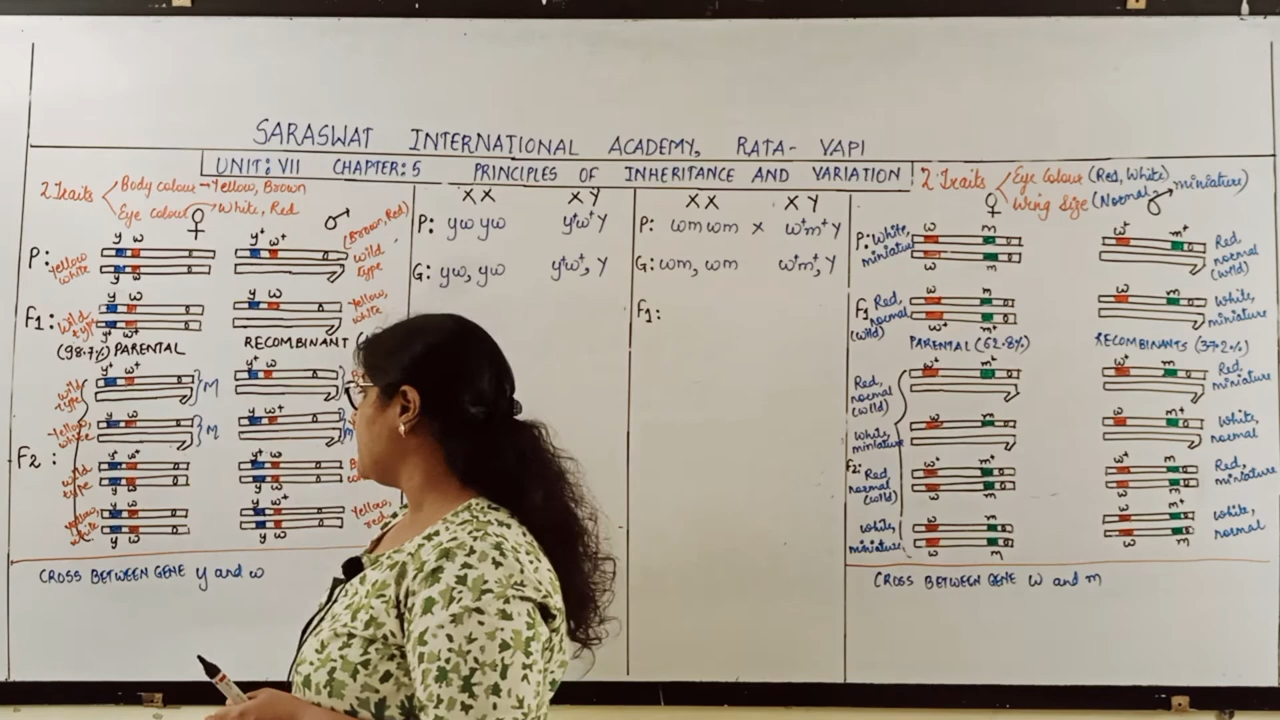 SARASWAT INTERNATIONAL ACADEMY, RATA- VAPI
UNIT: VII CHAPTER: 5 PRINCIPLES OF INHERITANCE AND VARIATION
2 Traits
Body colour → Yellow, Brown
Eye colour → White, Red
♀ ♂
(Brown, Red)
wild type
P: Yellow white
y w y+ w+
y w
F1: Wild type
y w y w
y+ w+
Yellow, white
(98.7%) PARENTAL RECOMBINANT
F2:
wild type
y+ w+ y+ w
} M
Yellow, white
y w y w+
} M
wild type
y+ w+ y+ w
y w y w
Yellow, white
y w
Yellow, red
y w+
y w
CROSS BETWEEN GENE y and w
XX XY
P: yw yw y+w+ Y
G: yw, yw y+w+, Y
XX XY
P: wm wm × w+m+ Y
G: wm, wm w+m+, Y
F1:
2 Traits
Eye Colour (Red, White)
Wing Size (Normal, miniature)
♀ ♂
P: White, miniature
w m w+ m+
w m
Red, normal (wild)
F1 Red, normal (wild)
w m w m
w+ m+
White, miniature
PARENTAL (62.8%) RECOMBINANTS (37.2%)
F2:
Red, normal (wild)
w+ m+ w+ m
Red, miniature
white, miniature
w m w m+
White, normal
Red, normal (wild)
w+ m+ w+ m
w m w m
Red, miniature
white, miniature
w m w m+
w m w m
white, normal
CROSS BETWEEN GENE w and m